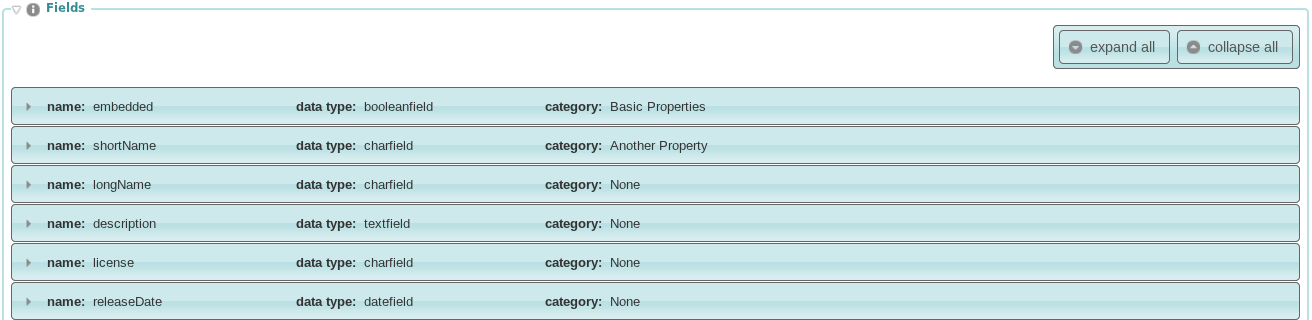 Fields
expand all collapse all
name: embedded data type: booleanfield category: Basic Properties
name: shortName data type: charfield category: Another Property
name: longName data type: charfield category: None
name: description data type: textfield category: None
name: license data type: charfield category: None
name: releaseDate data type: datefield category: None